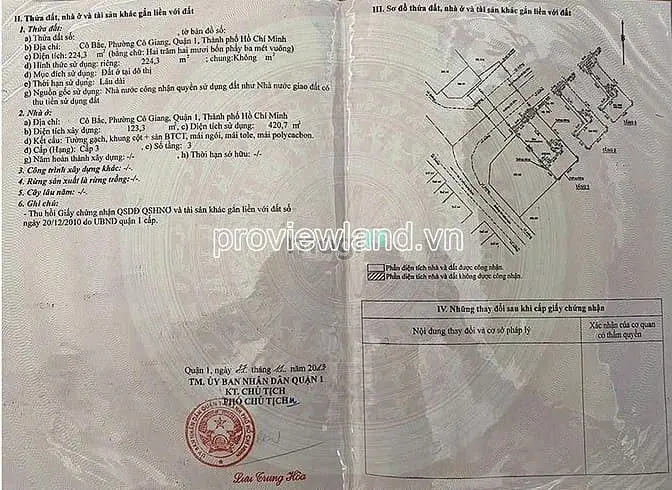 II. Thửa đất, nhà ở và tài sản khác gắn liền với đất
1. Thửa đất:
a) Thửa đất số: , tờ bản đồ số:
b) Địa chỉ: Cô Bắc, Phường Cô Giang, Quận 1, Thành phố Hồ Chí Minh
c) Diện tích: 224,3 m² (bằng chữ: Hai trăm hai mươi bốn phẩy ba mét vuông)
d) Hình thức sử dụng: riêng: 224,3 m² ; chung: Không m²
đ) Mục đích sử dụng: Đất ở tại đô thị
e) Thời hạn sử dụng: Lâu dài
g) Nguồn gốc sử dụng: Nhà nước công nhận quyền sử dụng đất như Nhà nước giao đất có
thu tiền sử dụng đất
2. Nhà ở:
a) Địa chỉ: Cô Bắc, Phường Cô Giang, Quận 1, Thành phố Hồ Chí Minh
b) Diện tích xây dựng: 123,3 m², c) Diện tích sử dụng: 420,7 m²
d) Kết cấu: Tường gạch, khung cột + sàn BTCT, mái ngói, mái tole, mái polycacbon.
đ) Cấp (Hạng): Cấp 3 e) Số tầng: 3
g) Năm hoàn thành xây dựng: -/- h) Thời hạn sở hữu: -/-
3. Công trình xây dựng khác: -/-
4. Rừng sản xuất là rừng trồng: -/-
5. Cây lâu năm: -/-
6. Ghi chú:
- Thu hồi Giấy chứng nhận QSDĐ QSHNƠ và tài sản khác gắn liền với đất số
ngày 20/12/2010 do UBND quận 1 cấp.
Quận 1, ngày tháng năm 2013
TM. ỦY BAN NHÂN DÂN QUẬN 1
KT. CHỦ TỊCH
PHÓ CHỦ TỊCH
Lưu Trung Hòa
III. Sơ đồ thửa đất, nhà ở và tài sản khác gắn liền với đất
Phần diện tích nhà và đất được công nhận.
Phần diện tích nhà và đất không được công nhận.
proviewland.vn
IV. Những thay đổi sau khi cấp giấy chứng nhận
Nội dung thay đổi và cơ sở pháp lý
Xác nhận của cơ quan
có thẩm quyền